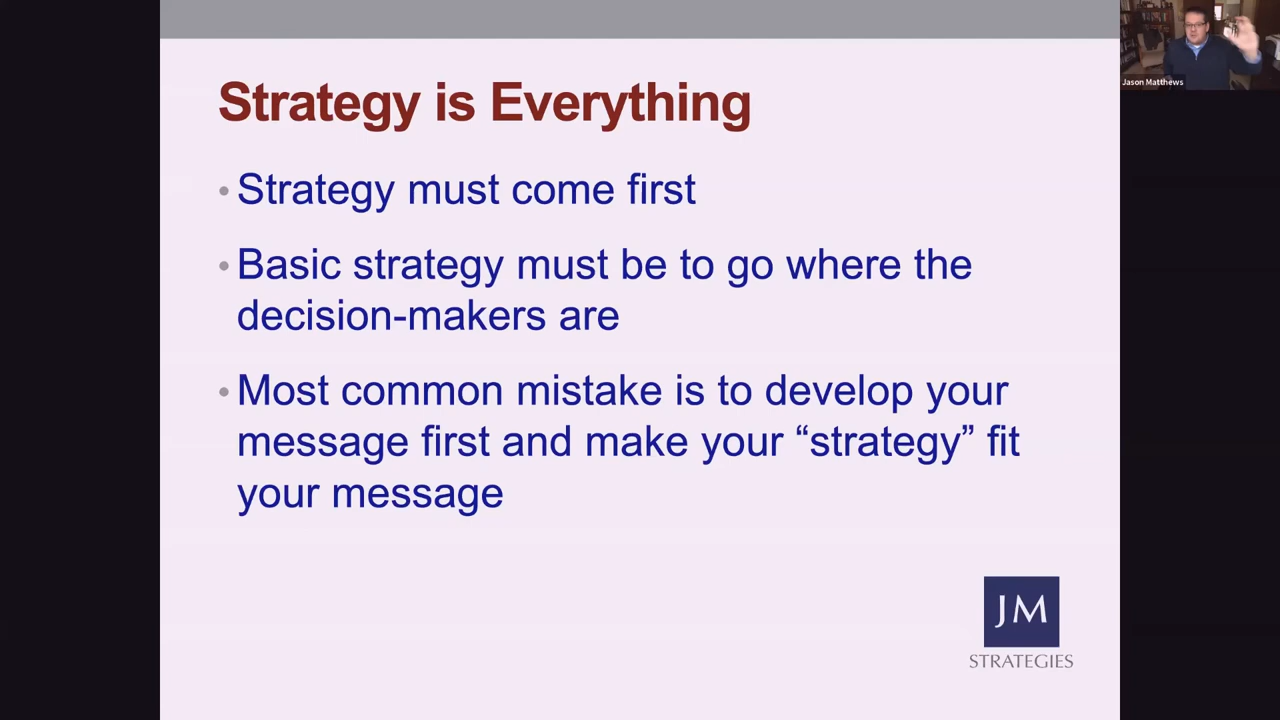 Strategy is Everything
• Strategy must come first
• Basic strategy must be to go where the
decision-makers are
• Most common mistake is to develop your
message first and make your “strategy” fit
your message
JM
STRATEGIES
Jason Matthews